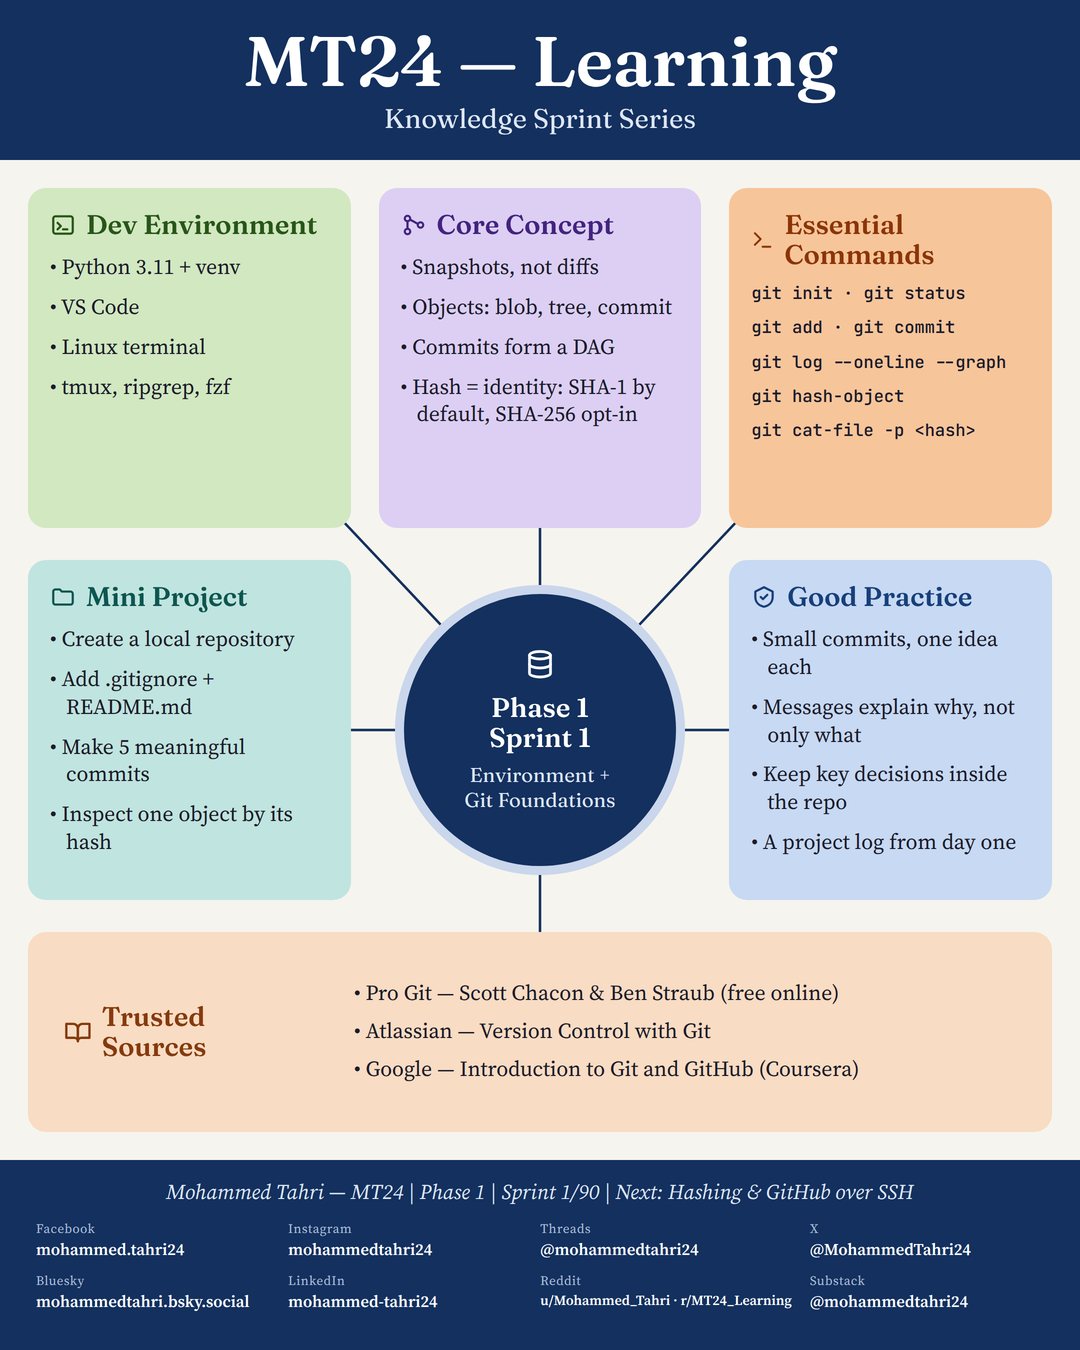 MT24 — Learning
Knowledge Sprint Series
Dev Environment
• Python 3.11 + venv
• VS Code
• Linux terminal
• tmux, ripgrep, fzf
Core Concept
• Snapshots, not diffs
• Objects: blob, tree, commit
• Commits form a DAG
• Hash = identity: SHA-1 by
default, SHA-256 opt-in
Essential
Commands
git init · git status
git add · git commit
git log --oneline --graph
git hash-object
git cat-file -p <hash>
Mini Project
• Create a local repository
• Add .gitignore +
README.md
• Make 5 meaningful
commits
• Inspect one object by its
hash
Phase 1
Sprint 1
Environment +
Git Foundations
Good Practice
• Small commits, one idea
each
• Messages explain why, not
only what
• Keep key decisions inside
the repo
• A project log from day one
Trusted
Sources
• Pro Git — Scott Chacon & Ben Straub (free online)
• Atlassian — Version Control with Git
• Google — Introduction to Git and GitHub (Coursera)
Mohammed Tahri — MT24 | Phase 1 | Sprint 1/90 | Next: Hashing & GitHub over SSH
Facebook
mohammed.tahri24
Instagram
mohammedtahri24
Threads
@mohammedtahri24
X
@MohammedTahri24
Bluesky
mohammedtahri.bsky.social
LinkedIn
mohammed-tahri24
Reddit
u/Mohammed_Tahri · r/MT24_Learning
Substack
@mohammedtahri24